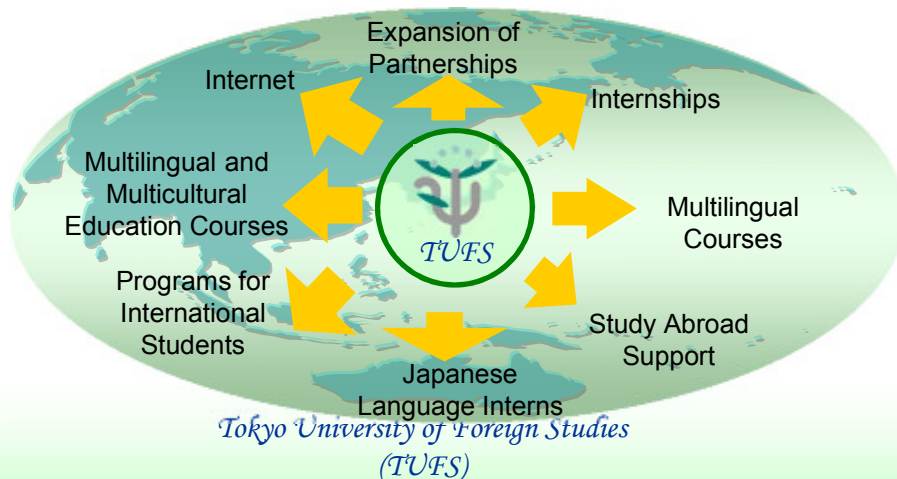 Expansion of
Partnerships
Internet
Internships
Multilingual and
Multicultural
Education Courses
Multilingual
Courses
TUFS
Programs for
International
Students
Study Abroad
Support
Japanese
Language Interns
Tokyo University of Foreign Studies
(TUFS)